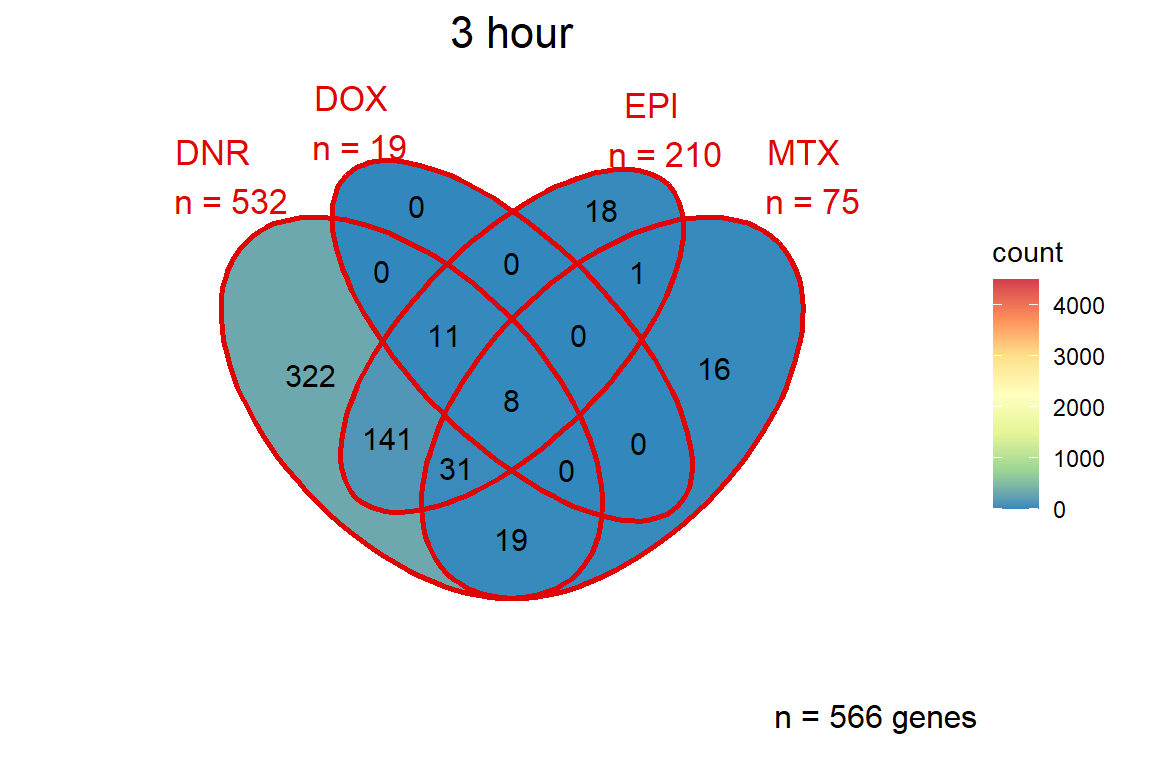 3 hour
DOX
n = 19
EPI
n = 210
DNR
n = 532
MTX
n = 75
0
18
0
0
1
11
0
322
16
8
141
0
31
0
19
count
4000
3000
2000
1000
0
n = 566 genes